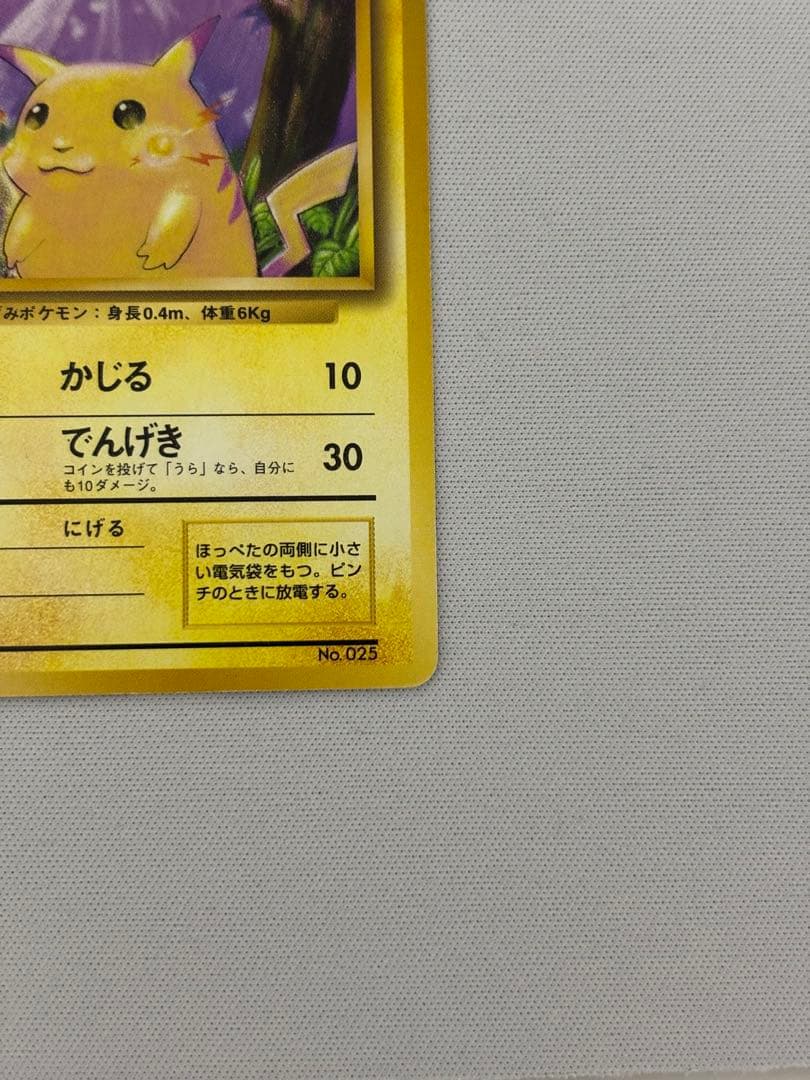 みポケモン：身長0.4m、体重6Kg
かじる 10
でんげき 30
コインを投げて「うら」なら、自分に
も10ダメージ。
にげる
ほっぺたの両側に小さ
い電気袋をもつ。ピン
チのときに放電する。
No. 025